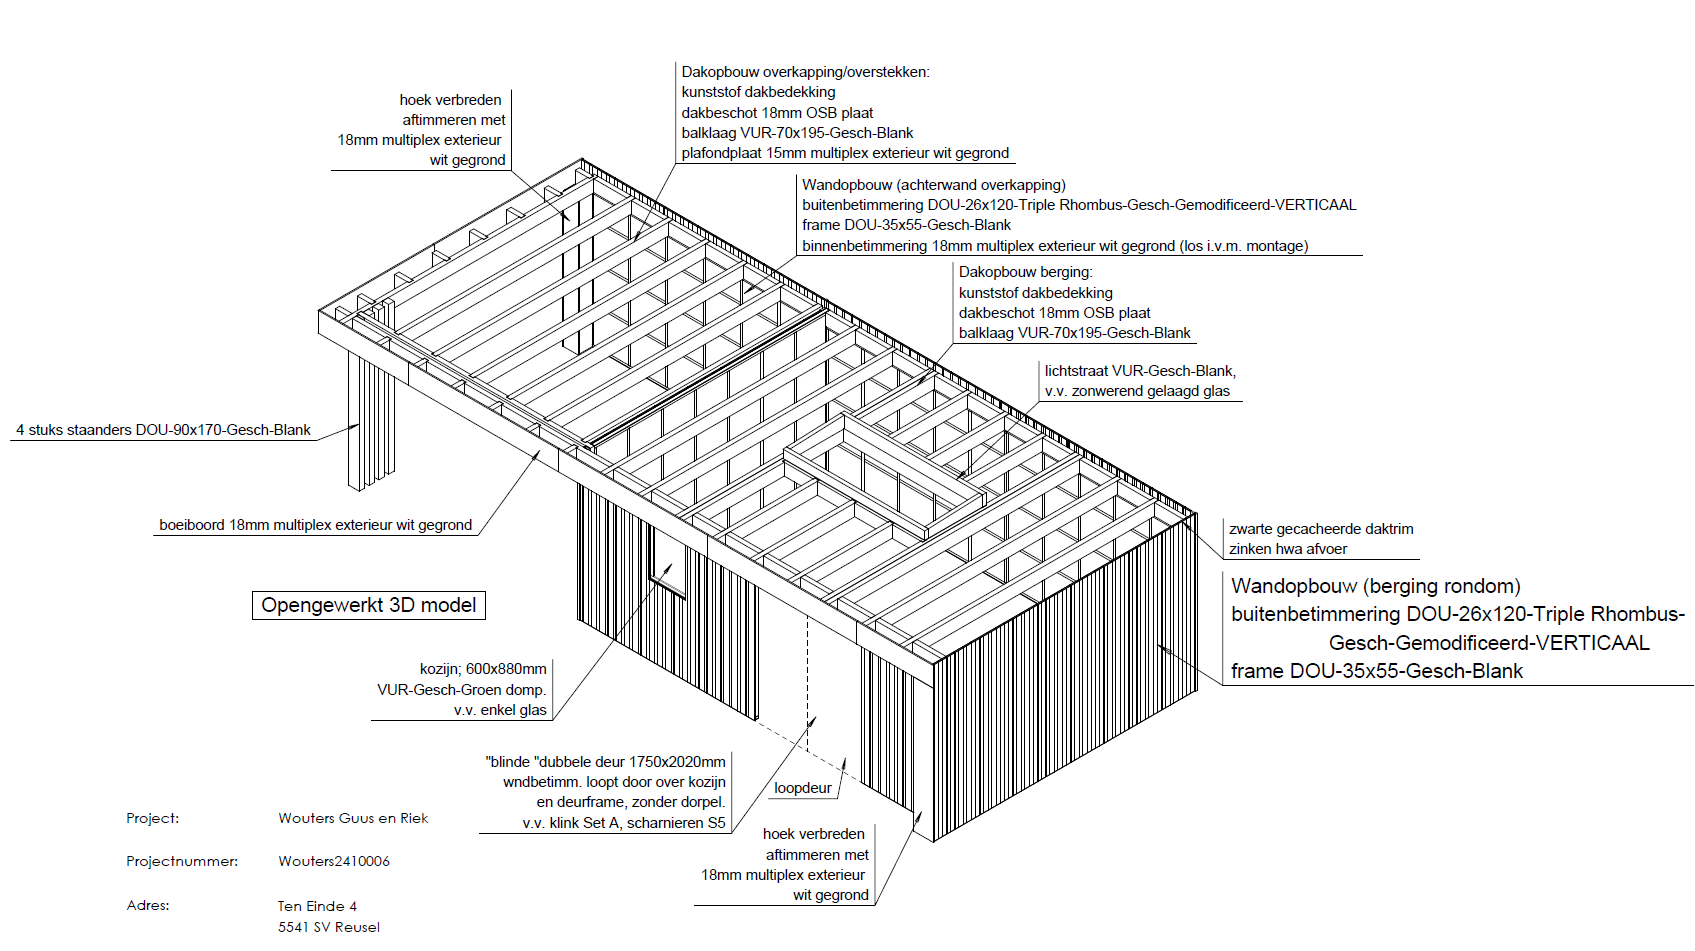 Dakopbouw overkapping/overstekken:
kunststof dakbedekking
dakbeschot 18mm OSB plaat
balklaag VUR-70x195-Gesch-Blank
plafondplaat 15mm multiplex exterieur wit gegrond
hoek verbreden
aftimmeren met
18mm multiplex exterieur
wit gegrond
Wandopbouw (achterwand overkapping)
buitenbetimmering DOU-26x120-Triple Rhombus-Gesch-Gemodificeerd-VERTICAAL
frame DOU-35x55-Gesch-Blank
binnenbetimmering 18mm multiplex exterieur wit gegrond (los i.v.m. montage)
Dakopbouw berging:
kunststof dakbedekking
dakbeschot 18mm OSB plaat
balklaag VUR-70x195-Gesch-Blank
lichtstraat VUR-Gesch-Blank,
v.v. zonwerend gelaagd glas
4 stuks staanders DOU-90x170-Gesch-Blank
boeiboord 18mm multiplex exterieur wit gegrond
zwarte gecacheerde daktrim
zinken hwa afvoer
Wandopbouw (berging rondom)
buitenbetimmering DOU-26x120-Triple Rhombus-
Gesch-Gemodificeerd-VERTICAAL
frame DOU-35x55-Gesch-Blank
Opengewerkt 3D model
kozijn; 600x880mm
VUR-Gesch-Groen domp.
v.v. enkel glas
"blinde "dubbele deur 1750x2020mm
wndbetimm. loopt door over kozijn
en deurframe, zonder dorpel.
v.v. klink Set A, scharnieren S5
loopdeur
hoek verbreden
aftimmeren met
18mm multiplex exterieur
wit gegrond
Project: Wouters Guus en Riek
Projectnummer: Wouters2410006
Adres: Ten Einde 4
5541 SV Reusel